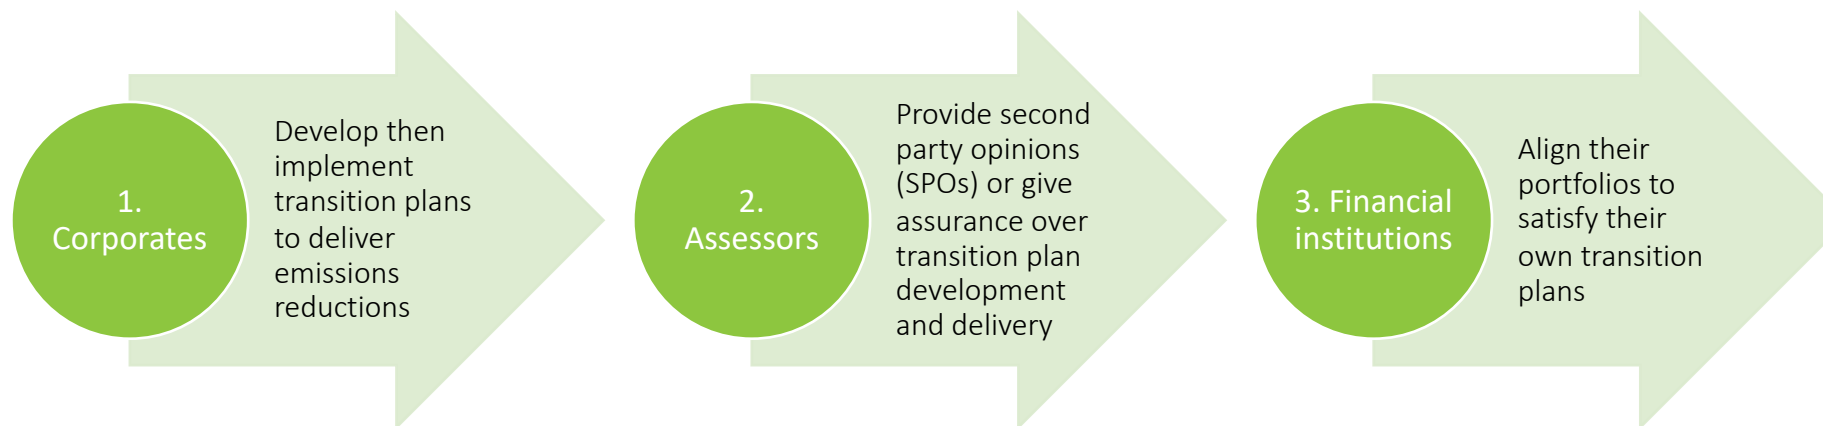 1.
Corporates
Develop then
implement
transition plans
to deliver
emissions
reductions
2.
Assessors
Provide second
party opinions
(SPOs) or give
assurance over
transition plan
development
and delivery
3. Financial
institutions
Align their
portfolios to
satisfy their
own transition
plans